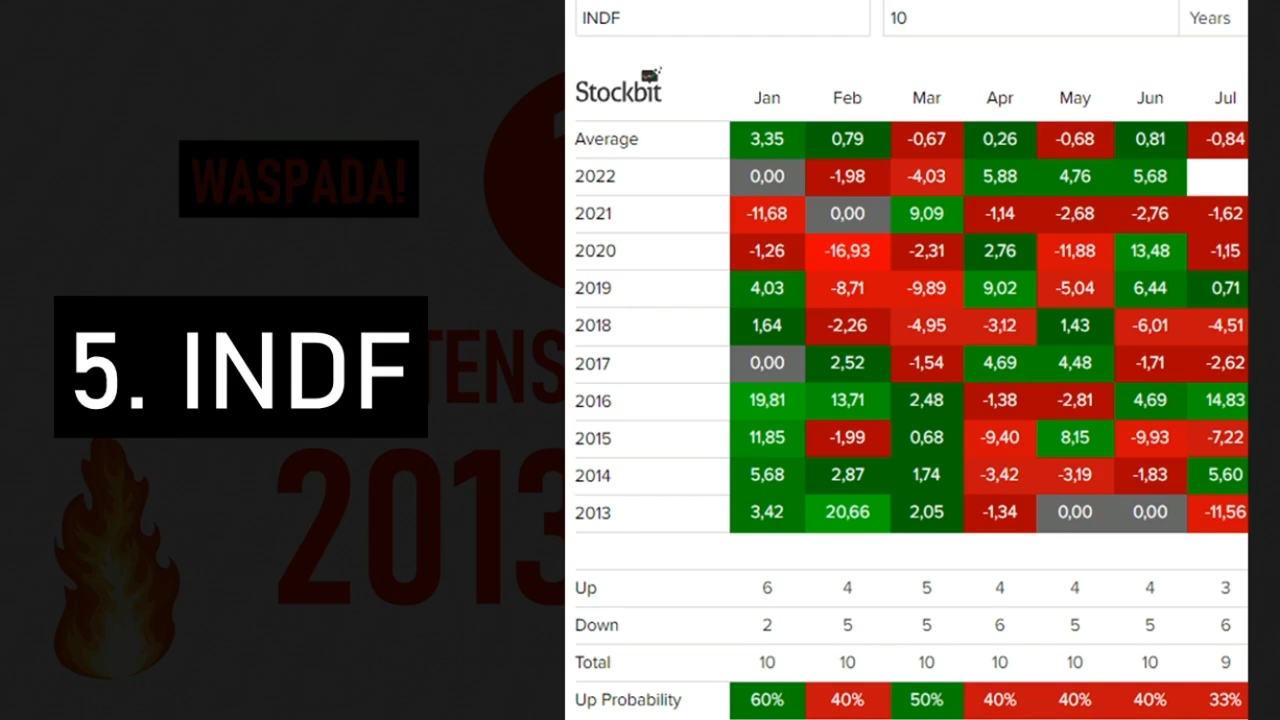 INDF 10 Years
Stockbit Jan Feb Mar Apr May Jun Jul
Average 3,35 0,79 -0,67 0,26 -0,68 0,81 -0,84
2022 0,00 -1,98 -4,03 5,88 4,76 5,68
2021 -11,68 0,00 9,09 -1,14 -2,68 -2,76 -1,62
2020 -1,26 -16,93 -2,31 2,76 -11,88 13,48 -1,15
2019 4,03 -8,71 -9,89 9,02 -5,04 6,44 0,71
2018 1,64 -2,26 -4,95 -3,12 1,43 -6,01 -4,51
2017 0,00 2,52 -1,54 4,69 4,48 -1,71 -2,62
2016 19,81 13,71 2,48 -1,38 -2,81 4,69 14,83
2015 11,85 -1,99 0,68 -9,40 8,15 -9,93 -7,22
2014 5,68 2,87 1,74 -3,42 -3,19 -1,83 5,60
2013 3,42 20,66 2,05 -1,34 0,00 0,00 -11,56
Up 6 4 5 4 4 4 3
Down 2 5 5 6 5 5 6
Total 10 10 10 10 10 10 9
Up Probability 60% 40% 50% 40% 40% 40% 33%
WASPADA!
5. INDF
TENS
2013